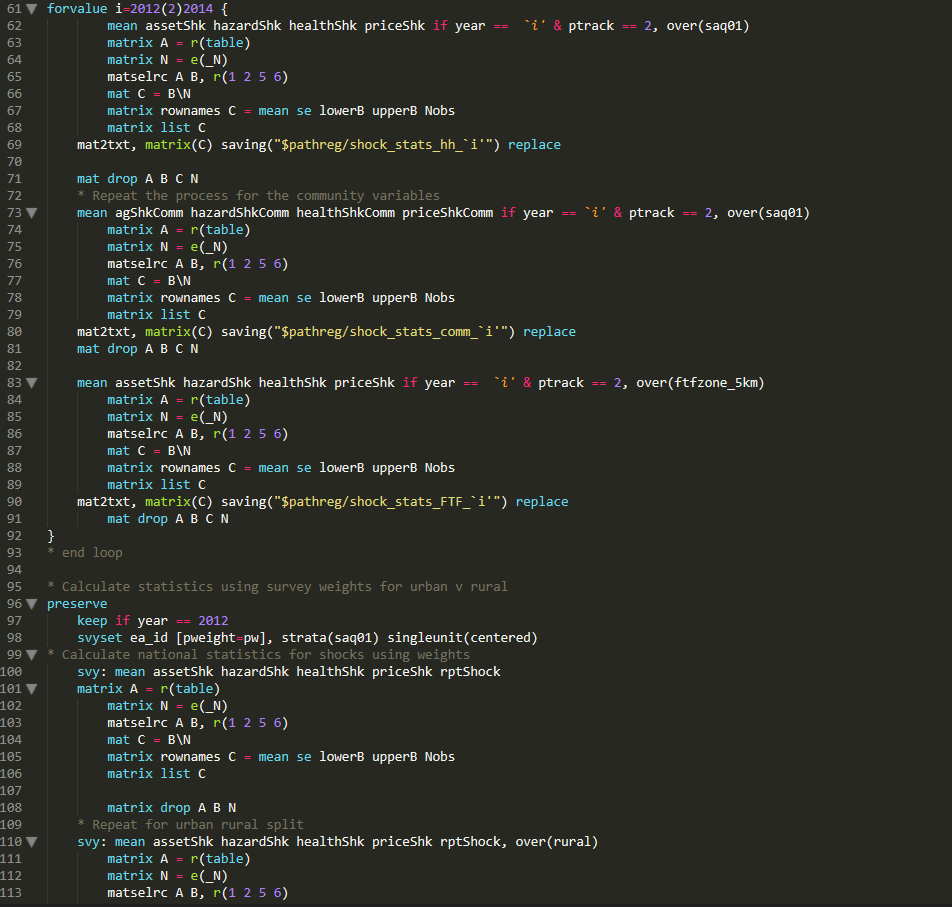 61 forvalue i=2012(2)2014 {
62 mean assetShk hazardShk healthShk priceShk if year ==  `i' & ptrack == 2, over(saq01)
63 matrix A = r(table)
64 matrix N = e(_N)
65 matselrc A B, r(1 2 5 6)
66 mat C = B\N
67 matrix rownames C = mean se lowerB upperB Nobs
68 matrix list C
69 mat2txt, matrix(C) saving("$pathreg/shock_stats_hh_`i'") replace
70
71 mat drop A B C N
72 * Repeat the process for the community variables
73 mean agShkComm hazardShkComm healthShkComm priceShkComm if year == `i' & ptrack == 2, over(saq01)
74 matrix A = r(table)
75 matrix N = e(_N)
76 matselrc A B, r(1 2 5 6)
77 mat C = B\N
78 matrix rownames C = mean se lowerB upperB Nobs
79 matrix list C
80 mat2txt, matrix(C) saving("$pathreg/shock_stats_comm_`i'") replace
81 mat drop A B C N
82
83 mean assetShk hazardShk healthShk priceShk if year ==  `i' & ptrack == 2, over(ftfzone_5km)
84 matrix A = r(table)
85 matrix N = e(_N)
86 matselrc A B, r(1 2 5 6)
87 mat C = B\N
88 matrix rownames C = mean se lowerB upperB Nobs
89 matrix list C
90 mat2txt, matrix(C) saving("$pathreg/shock_stats_FTF_`i'") replace
91 mat drop A B C N
92 }
93 * end loop
94
95 * Calculate statistics using survey weights for urban v rural
96 preserve
97 keep if year == 2012
98 svyset ea_id [pweight=pw], strata(saq01) singleunit(centered)
99 * Calculate national statistics for shocks using weights
100 svy: mean assetShk hazardShk healthShk priceShk rptShock
101 matrix A = r(table)
102 matrix N = e(_N)
103 matselrc A B, r(1 2 5 6)
104 mat C = B\N
105 matrix rownames C = mean se lowerB upperB Nobs
106 matrix list C
107
108 matrix drop A B N
109 * Repeat for urban rural split
110 svy: mean assetShk hazardShk healthShk priceShk rptShock, over(rural)
111 matrix A = r(table)
112 matrix N = e(_N)
113 matselrc A B, r(1 2 5 6)